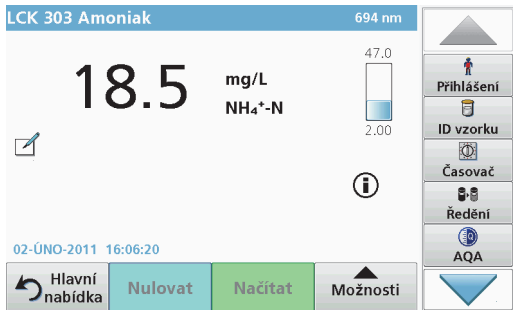 LCK 303 Amoniak 694 nm
47.0
18.5 mg/L
NH₄⁺-N
2.00
02-ÚNO-2011 16:06:20
Hlavní nabídka
Nulovat
Načítat
Možnosti
Přihlášení
ID vzorku
Časovač
Ředění
AQA